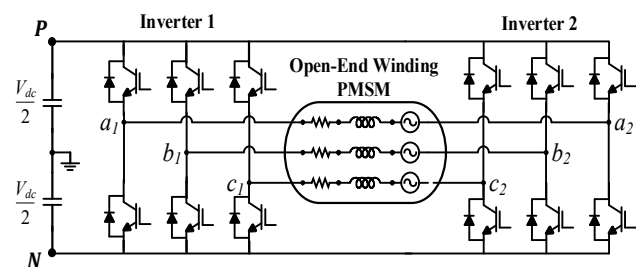 P
Inverter 1
Inverter 2
Open-End Winding
PMSM
V_dc
2
a_1
a_2
b_1
b_2
c_1
c_2
V_dc
2
N